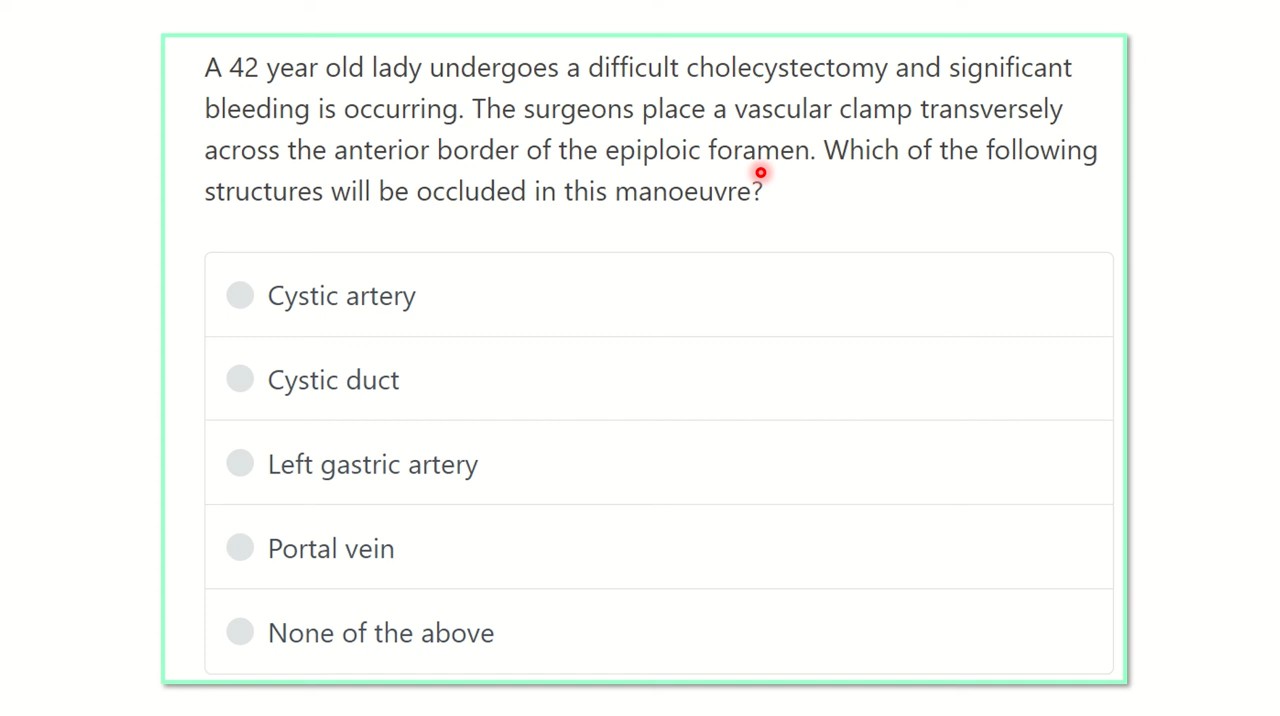 A 42 year old lady undergoes a difficult cholecystectomy and significant
bleeding is occurring. The surgeons place a vascular clamp transversely
across the anterior border of the epiploic foramen. Which of the following
structures will be occluded in this manoeuvre?
Cystic artery
Cystic duct
Left gastric artery
Portal vein
None of the above